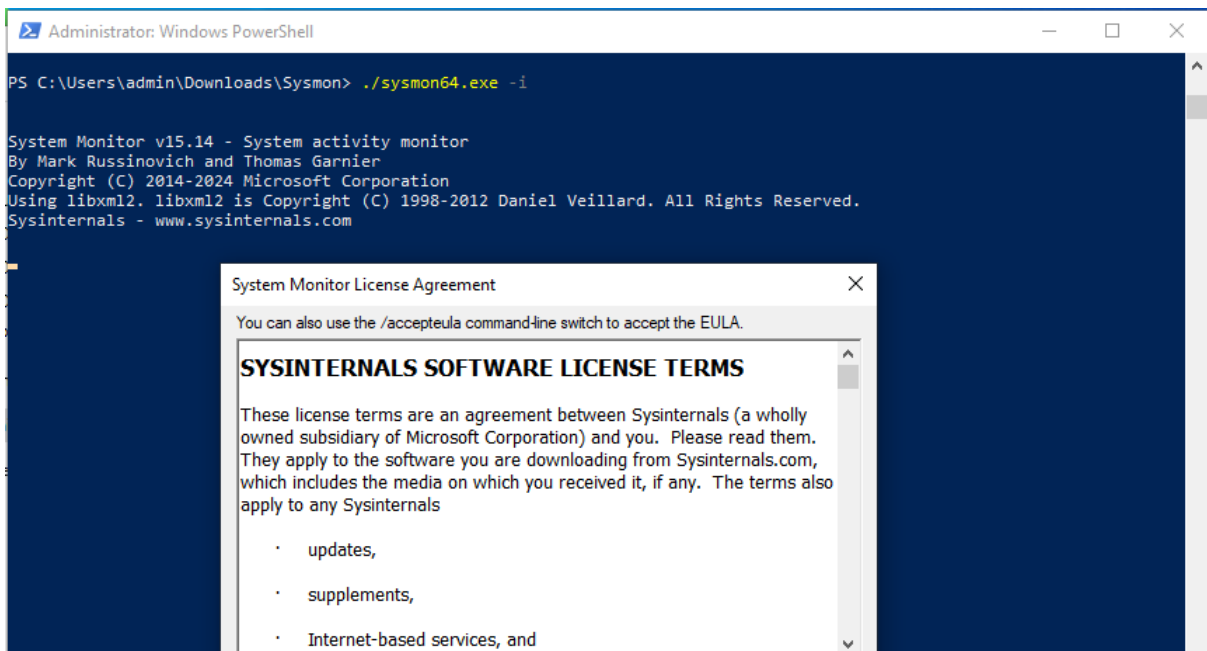 Administrator: Windows PowerShell
PS C:\Users\admin\Downloads\Sysmon> ./sysmon64.exe -i
System Monitor v15.14 - System activity monitor
By Mark Russinovich and Thomas Garnier
Copyright (C) 2014-2024 Microsoft Corporation
Using libxml2. libxml2 is Copyright (C) 1998-2012 Daniel Veillard. All Rights Reserved.
Sysinternals - www.sysinternals.com
System Monitor License Agreement
You can also use the /accepteula command-line switch to accept the EULA.
SYSINTERNALS SOFTWARE LICENSE TERMS
These license terms are an agreement between Sysinternals (a wholly
owned subsidiary of Microsoft Corporation) and you.  Please read them.
They apply to the software you are downloading from Sysinternals.com,
which includes the media on which you received it, if any.  The terms also
apply to any Sysinternals
· updates,
· supplements,
· Internet-based services, and